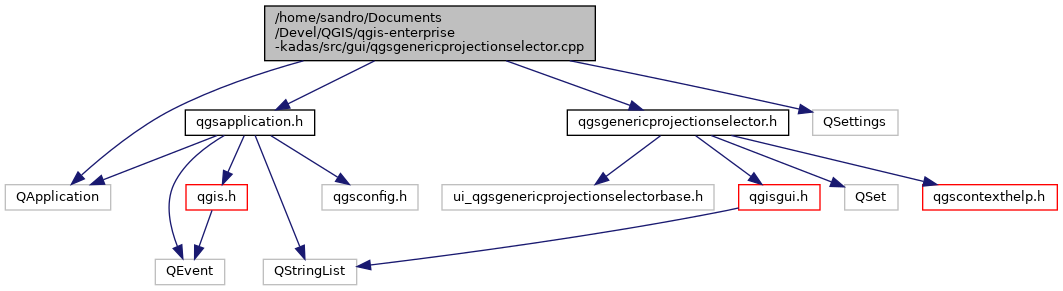 /home/sandro/Documents
/Devel/QGIS/qgis-enterprise
-kadas/src/gui/qgsgenericprojectionselector.cpp
qgsapplication.h
qgsgenericprojectionselector.h
QSettings
QApplication
qgis.h
qgsconfig.h
ui_qgsgenericprojectionselectorbase.h
qgisgui.h
QSet
qgscontexthelp.h
QEvent
QStringList